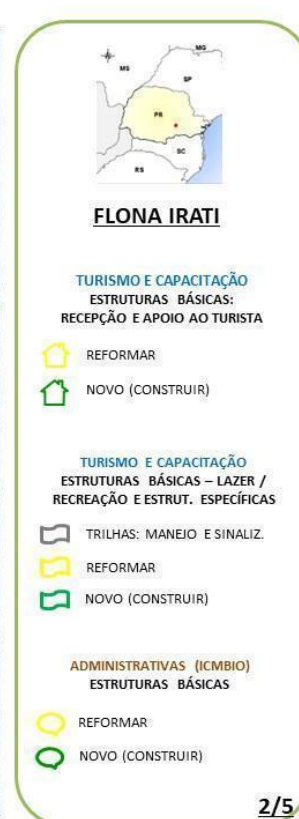 MG
MS
SP
PR
SC
RS
FLONA IRATI
TURISMO E CAPACITAÇÃO
ESTRUTURAS BÁSICAS:
RECEPÇÃO E APOIO AO TURISTA
REFORMAR
NOVO (CONSTRUIR)
TURISMO E CAPACITAÇÃO
ESTRUTURAS BÁSICAS – LAZER /
RECREAÇÃO E ESTRUT. ESPECÍFICAS
TRILHAS: MANEJO E SINALIZ.
REFORMAR
NOVO (CONSTRUIR)
ADMINISTRATIVAS (ICMBIO)
ESTRUTURAS BÁSICAS
REFORMAR
NOVO (CONSTRUIR)
2/5